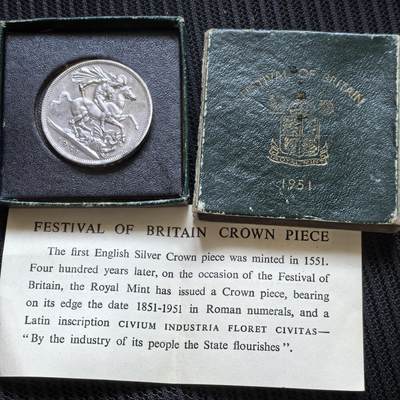 FESTIVAL OF BRITAIN
1951
FESTIVAL OF BRITAIN CROWN PIECE
The first English Silver Crown piece was minted in 1551.
Four hundred years later, on the occasion of the Festival of
Britain, the Royal Mint has issued a Crown piece, bearing
on its edge the date 1851-1951 in Roman numerals, and a
Latin inscription CIVIUM INDUSTRIA FLORET CIVITAS—
"By the industry of its people the State flourishes".